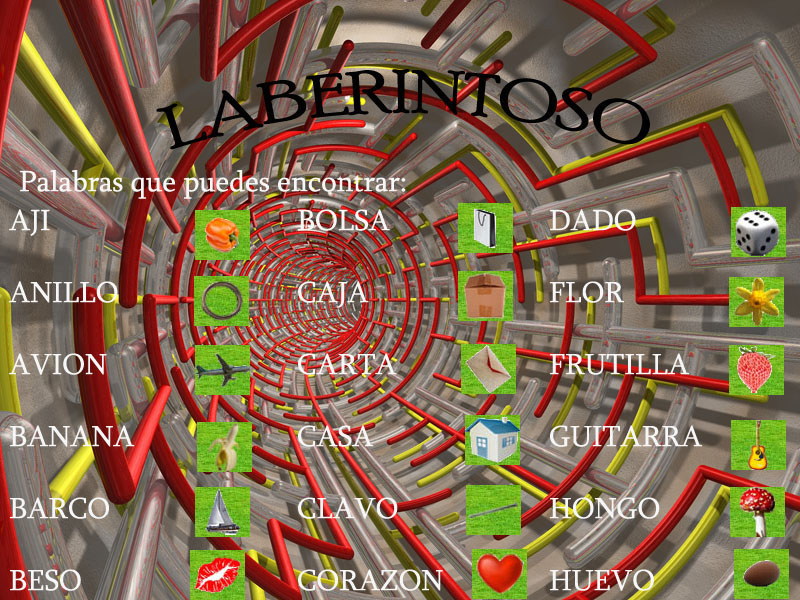 LABERINTOSO
Palabras que puedes encontrar:
AJI BOLSA DADO
ANILLO CAJA FLOR
AVION CARTA FRUTILLA
BANANA CASA GUITARRA
BARCO CLAVO HONGO
BESO CORAZON HUEVO